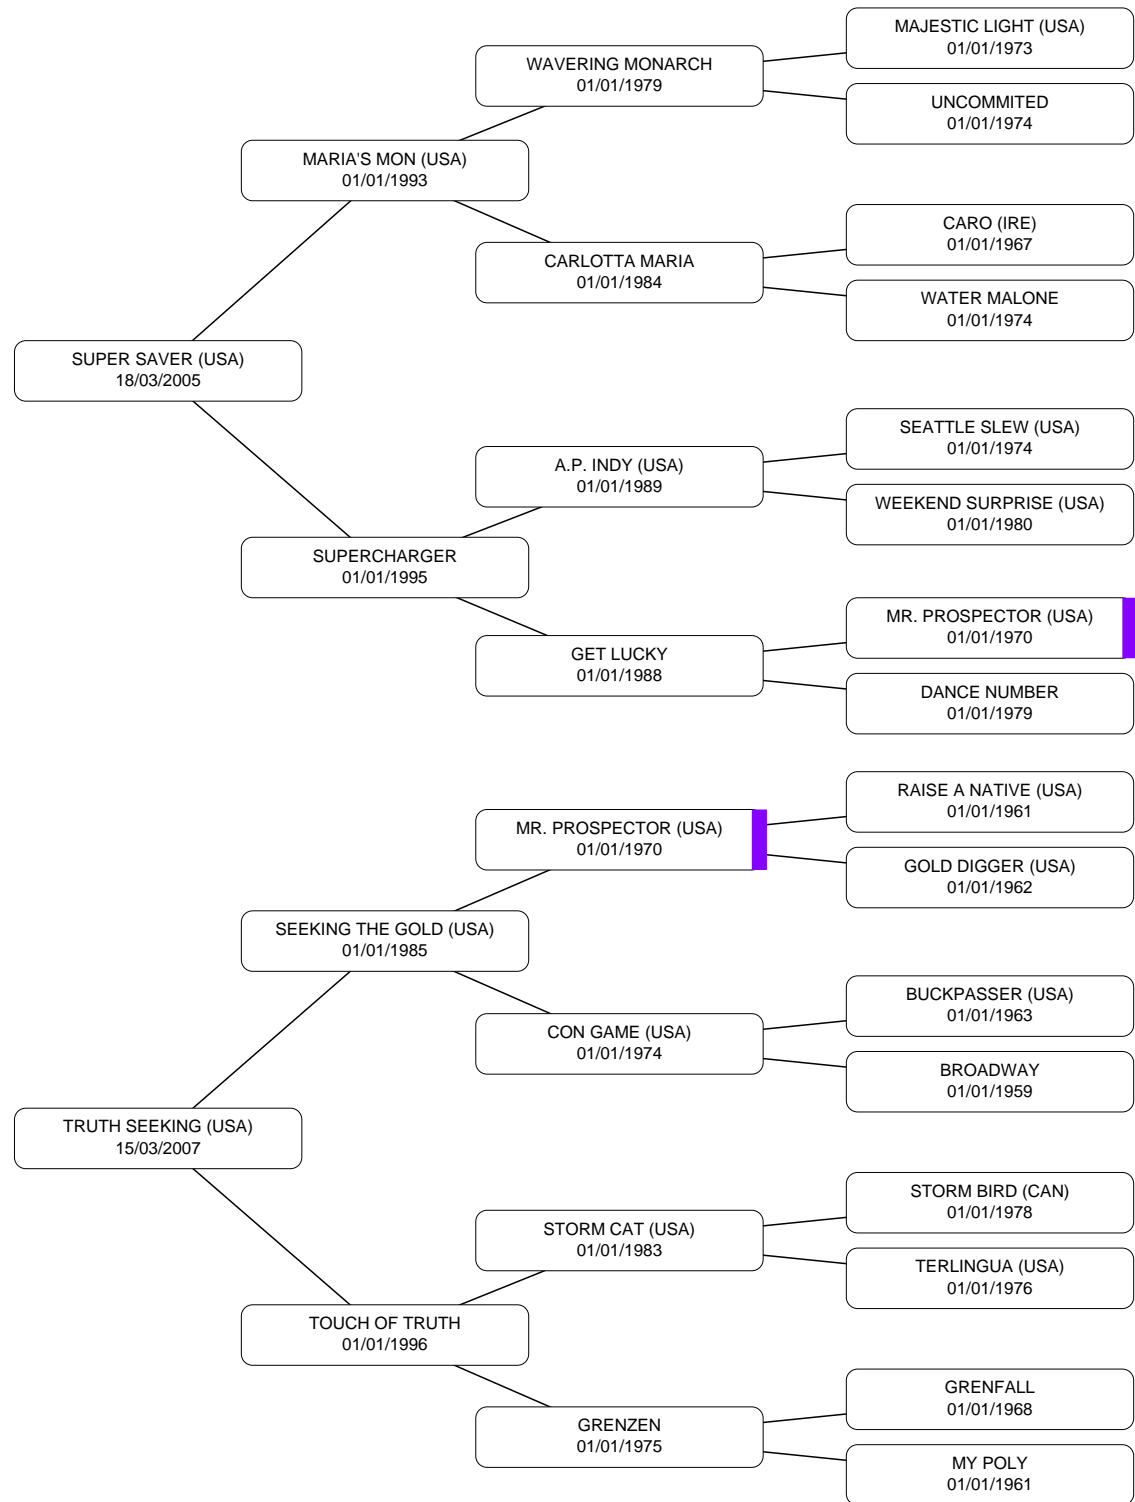 MAJESTIC LIGHT (USA)
01/01/1973
WAVERING MONARCH
01/01/1979
UNCOMMITED
01/01/1974
MARIA'S MON (USA)
01/01/1993
CARO (IRE)
01/01/1967
CARLOTTA MARIA
01/01/1984
WATER MALONE
01/01/1974
SUPER SAVER (USA)
18/03/2005
SEATTLE SLEW (USA)
01/01/1974
A.P. INDY (USA)
01/01/1989
WEEKEND SURPRISE (USA)
01/01/1980
SUPERCHARGER
01/01/1995
MR. PROSPECTOR (USA)
01/01/1970
GET LUCKY
01/01/1988
DANCE NUMBER
01/01/1979
RAISE A NATIVE (USA)
01/01/1961
MR. PROSPECTOR (USA)
01/01/1970
GOLD DIGGER (USA)
01/01/1962
SEEKING THE GOLD (USA)
01/01/1985
BUCKPASSER (USA)
01/01/1963
CON GAME (USA)
01/01/1974
BROADWAY
01/01/1959
TRUTH SEEKING (USA)
15/03/2007
STORM BIRD (CAN)
01/01/1978
STORM CAT (USA)
01/01/1983
TERLINGUA (USA)
01/01/1976
TOUCH OF TRUTH
01/01/1996
GRENFALL
01/01/1968
GRENZEN
01/01/1975
MY POLY
01/01/1961